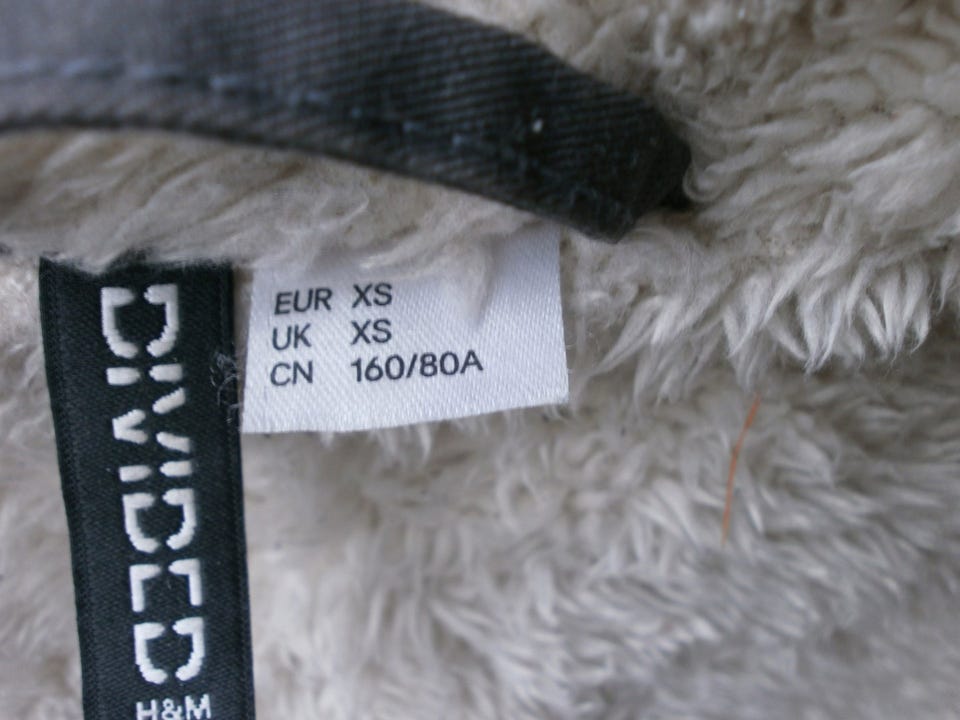 EUR XS
UK XS
CN 160/80A
DIVIDED
H&M